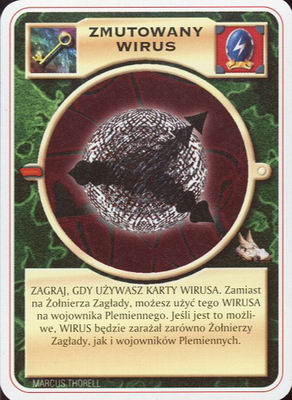 ZMUTOWANY
WIRUS
ZAGRAJ, GDY UŻYWASZ KARTY WIRUSA. Zamiast
na Żołnierza Zagłady, możesz użyć tego WIRUSA
na wojownika Plemiennego. Jeśli jest to możli-
we, WIRUS będzie zarażał zarówno Żołnierzy
Zagłady, jak i wojowników Plemiennych.
MARCUS THORELL